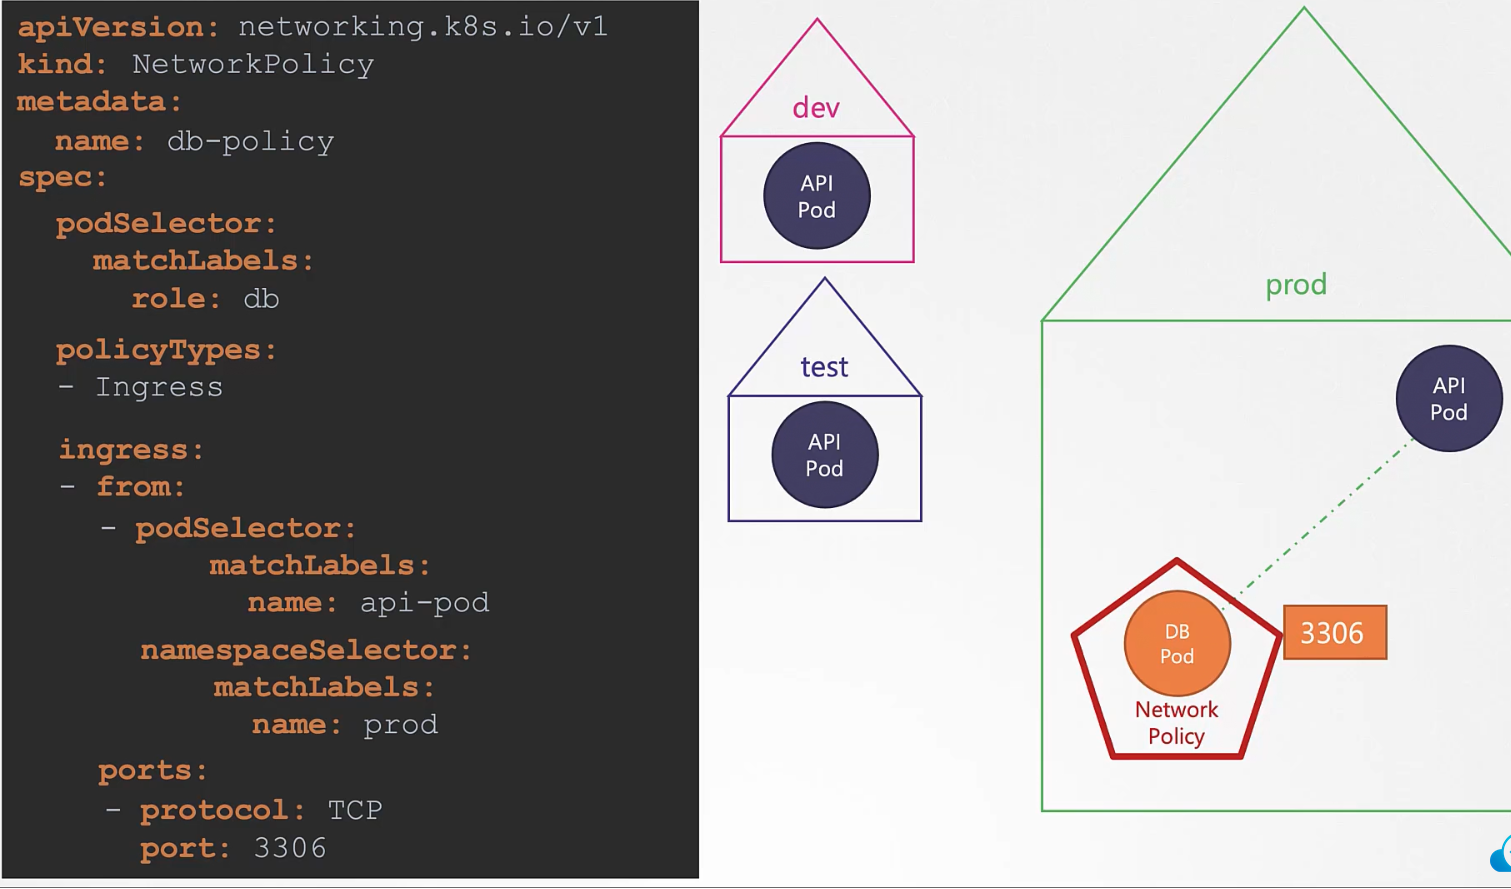 apiVersion: networking.k8s.io/v1
kind: NetworkPolicy
metadata:
  name: db-policy
spec:
  podSelector:
    matchLabels:
      role: db
  policyTypes:
  - Ingress
  ingress:
  - from:
    - podSelector:
        matchLabels:
          name: api-pod
      namespaceSelector:
        matchLabels:
          name: prod
    ports:
    - protocol: TCP
      port: 3306
dev
API
Pod
test
API
Pod
prod
API
Pod
DB
Pod
Network
Policy
3306